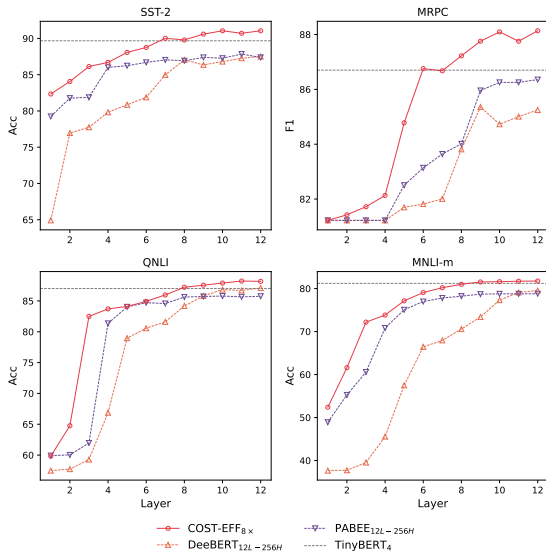 SST-2
Acc
90
85
80
75
70
65
2 4 6 8 10 12
MRPC
F1
88
86
84
82
2 4 6 8 10 12
QNLI
Acc
85
80
75
70
65
60
2 4 6 8 10 12
Layer
MNLI-m
Acc
80
70
60
50
40
2 4 6 8 10 12
Layer
COST-EFF8×
DeeBERT12L−256H
PABEE12L−256H
TinyBERT4